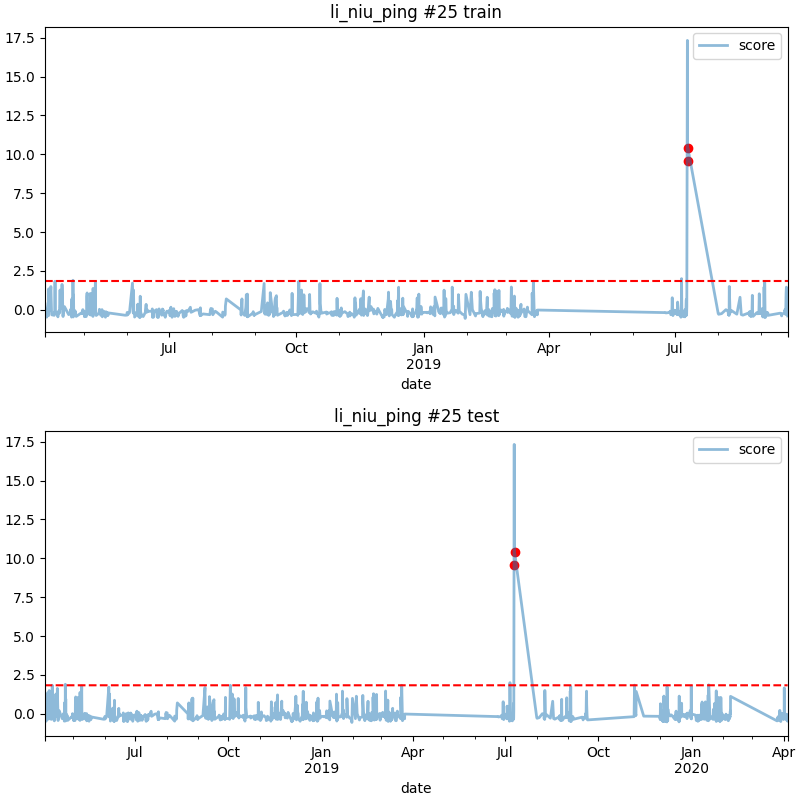 li_niu_ping #25 train
score
17.5
15.0
12.5
10.0
7.5
5.0
2.5
0.0
Jul Oct Jan Apr Jul
2019
date
li_niu_ping #25 test
score
17.5
15.0
12.5
10.0
7.5
5.0
2.5
0.0
Jul Oct Jan Apr Jul Oct Jan Apr
2019 2020
date